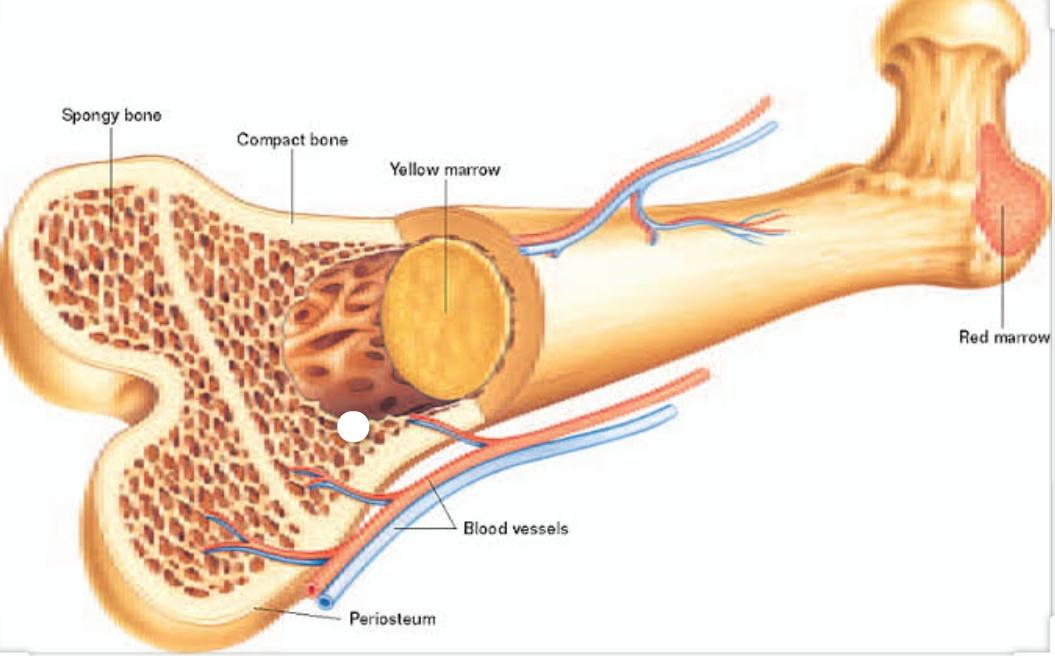 Spongy bone
Compact bone
Yellow marrow
Red marrow
Blood vessels
Periosteum